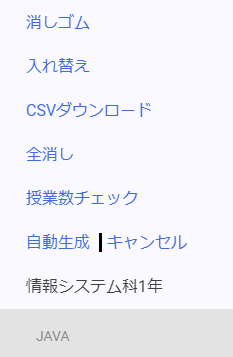 消しゴム
入れ替え
CSVダウンロード
全消し
授業数チェック
自動生成 | キャンセル
情報システム科1年
JAVA